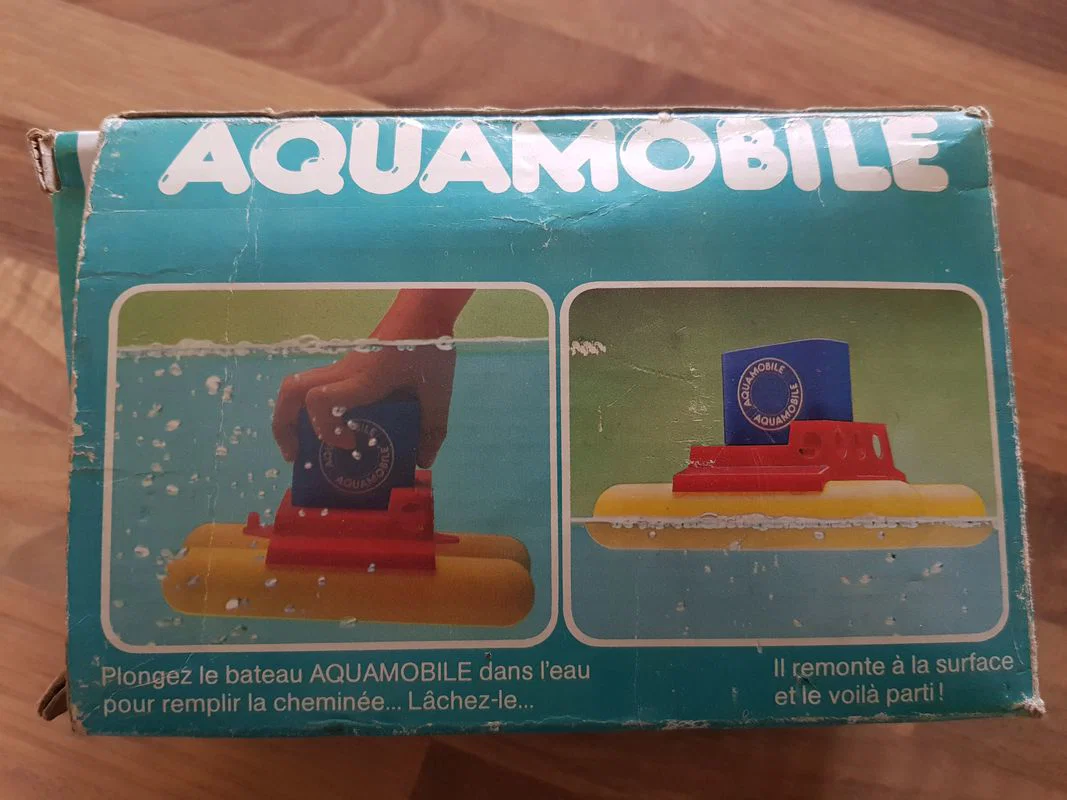 AQUAMOBILE
AQUAMOBILE
AQUAMOBILE
AQUAMOBILE
Plongez le bateau AQUAMOBILE dans l'eau
pour remplir la cheminée... Lâchez-le...
Il remonte à la surface
et le voilà parti !